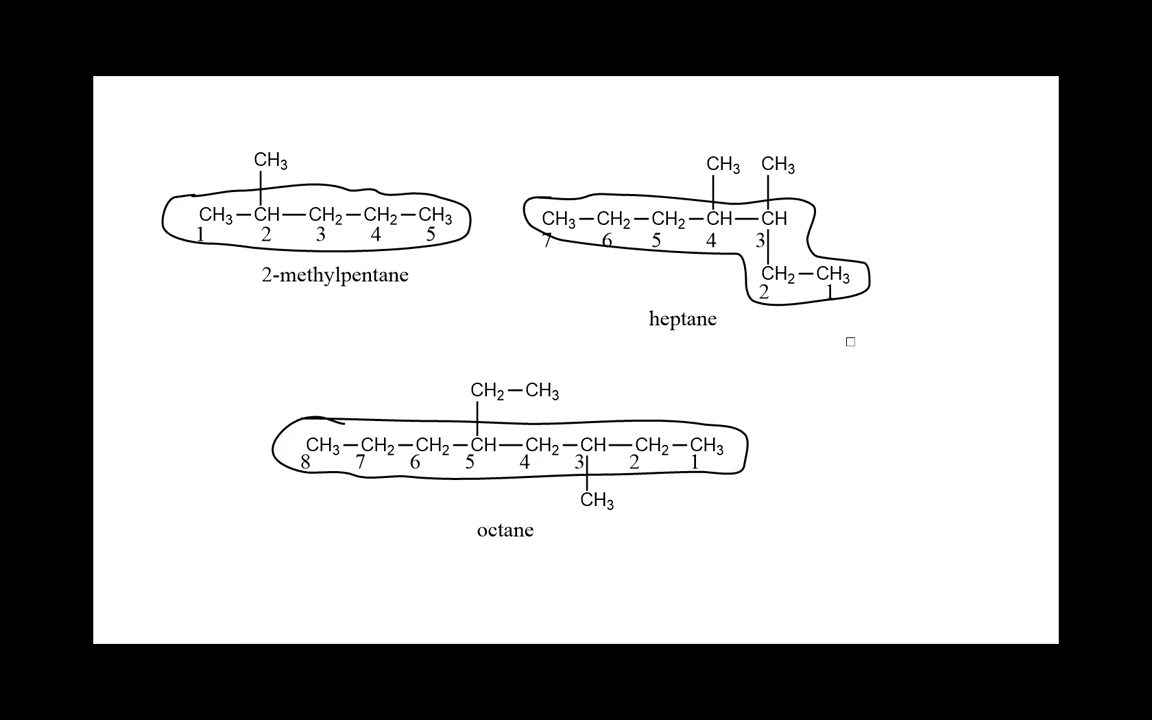 CH3
CH3—CH—CH2—CH2—CH3
1 2 3 4 5
2-methylpentane
CH3 CH3
CH3—CH2—CH2—CH—CH
7 6 5 4 3
CH2—CH3
2 1
heptane
CH2—CH3
CH3—CH2—CH2—CH—CH2—CH—CH2—CH3
8 7 6 5 4 3 2 1
CH3
octane